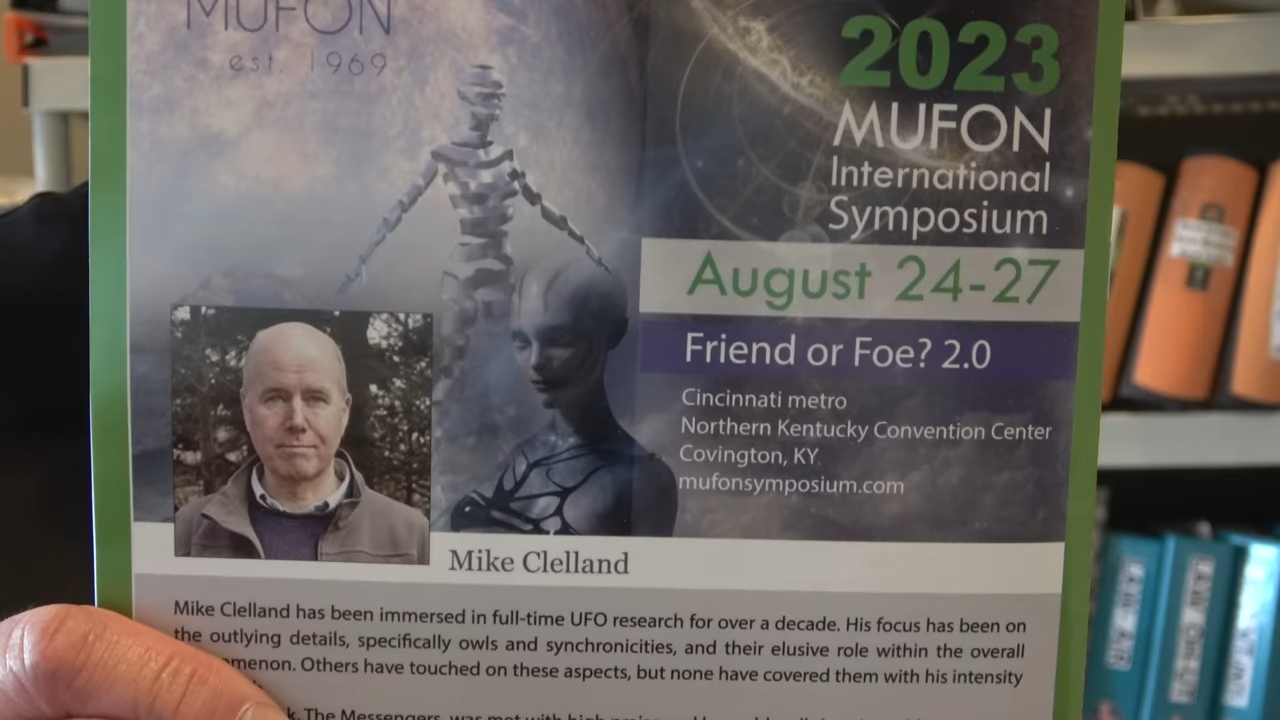 MUFON
est. 1969
2023
MUFON
International
Symposium
August 24-27
Friend or Foe? 2.0
Cincinnati metro
Northern Kentucky Convention Center
Covington, KY
mufonsymposium.com
Mike Clelland
Mike Clelland has been immersed in full-time UFO research for over a decade. His focus has been on
the outlying details, specifically owls and synchronicities, and their elusive role within the overall
omenon. Others have touched on these aspects, but none have covered them with his intensity
k. The Messengers, was met with high praise